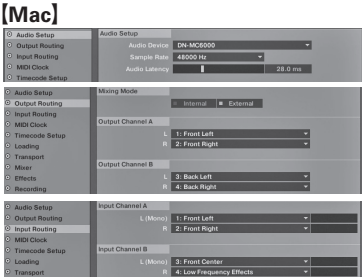 [Mac]
Audio Setup
Output Routing
Input Routing
MIDI Clock
Timecode Setup
Audio Setup
Audio Device DN-MC6000
Sample Rate 48000 Hz
Audio Latency 28.0 ms
Audio Setup
Output Routing
Input Routing
MIDI Clock
Timecode Setup
Loading
Transport
Mixer
Effects
Recording
Mixing Mode
Internal External
Output Channel A
L 1: Front Left
R 2: Front Right
Output Channel B
L 3: Back Left
R 4: Back Right
Audio Setup
Output Routing
Input Routing
MIDI Clock
Timecode Setup
Loading
Transport
Input Channel A
L (Mono) 1: Front Left
R 2: Front Right
Input Channel B
L (Mono) 3: Front Center
R 4: Low Frequency Effects